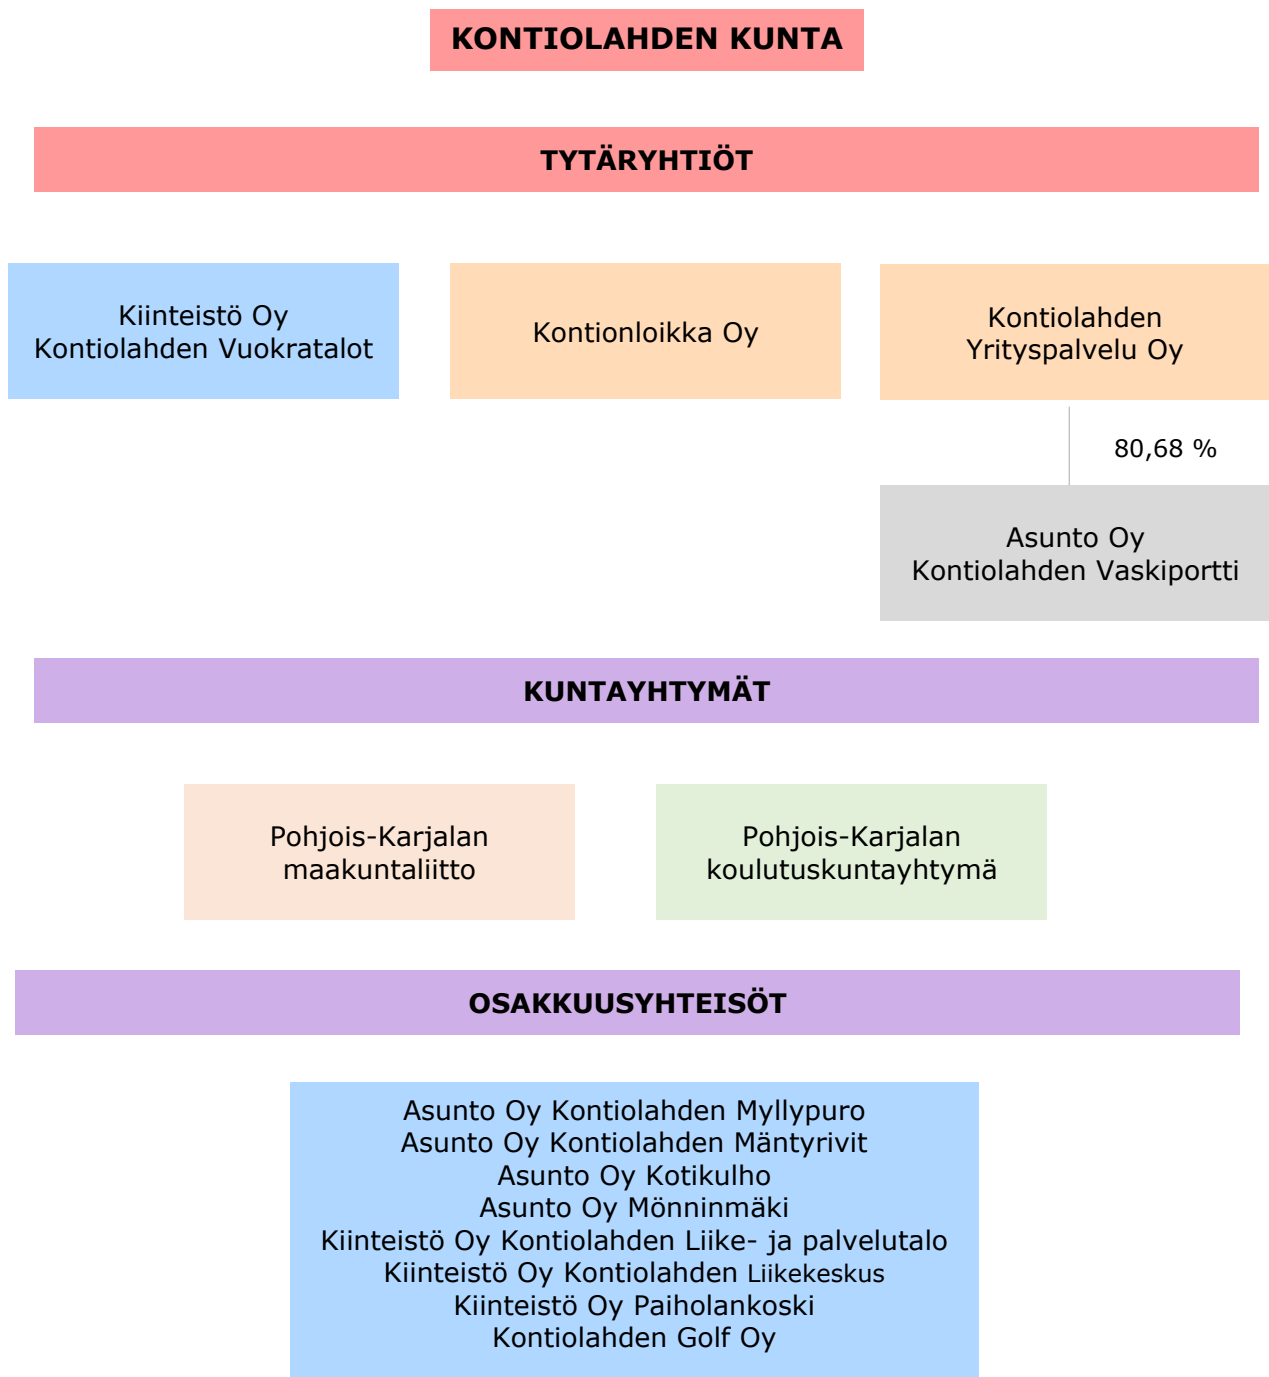 KONTIOLAHDEN KUNTA
TYTÄRYHTIÖT
Kiinteistö Oy
Kontiolahden Vuokratalot
Kontionloikka Oy
Kontiolahden
Yrityspalvelu Oy
80,68 %
Asunto Oy
Kontiolahden Vaskiportti
KUNTAYHTYMÄT
Pohjois-Karjalan
maakuntaliitto
Pohjois-Karjalan
koulutuskuntayhtymä
OSAKKUUSYHTEISÖT
Asunto Oy Kontiolahden Myllypuro
Asunto Oy Kontiolahden Mäntyrivit
Asunto Oy Kotikulho
Asunto Oy Mönninmäki
Kiinteistö Oy Kontiolahden Liike- ja palvelutalo
Kiinteistö Oy Kontiolahden Liikekeskus
Kiinteistö Oy Paiholankoski
Kontiolahden Golf Oy